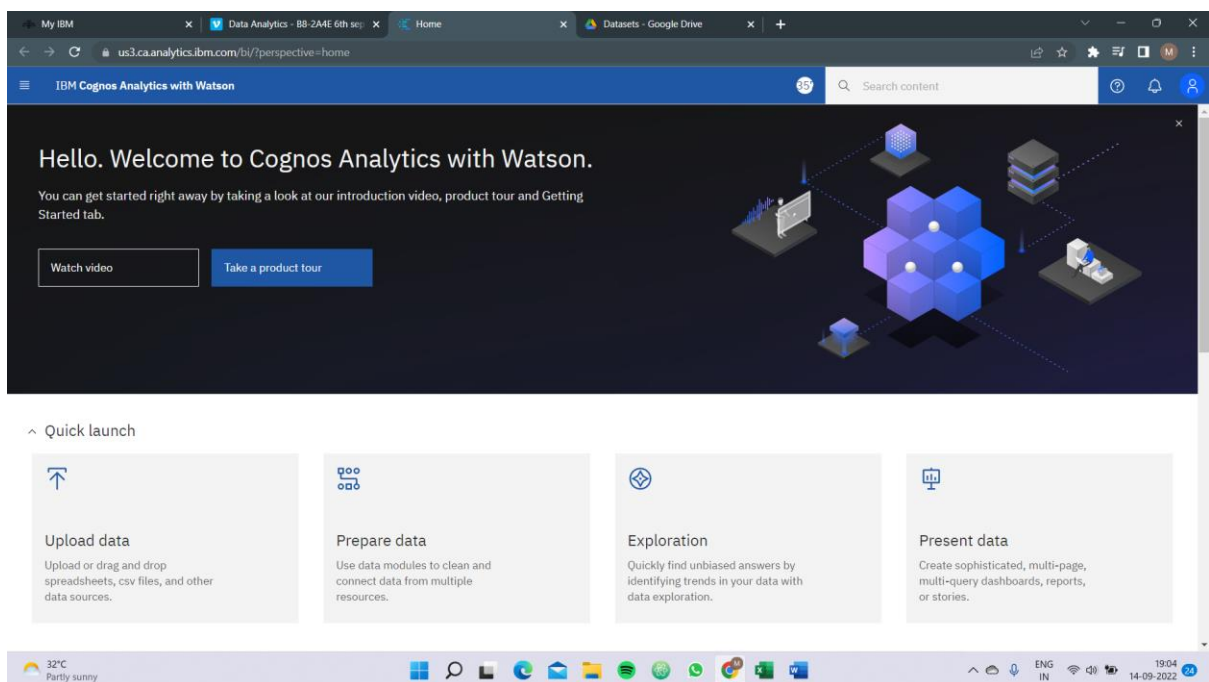 My IBM
Data Analytics - B8-2A4E 6th sep
Home
Datasets - Google Drive
us3.ca.analytics.ibm.com/bi/?perspective=home
M
IBM Cognos Analytics with Watson
Search content
Hello. Welcome to Cognos Analytics with Watson.
You can get started right away by taking a look at our introduction video, product tour and Getting
Started tab.
Watch video
Take a product tour
Quick launch
Upload data
Upload or drag and drop
spreadsheets, csv files, and other
data sources.
Prepare data
Use data modules to clean and
connect data from multiple
resources.
Exploration
Quickly find unbiased answers by
identifying trends in your data with
data exploration.
Present data
Create sophisticated, multi-page,
multi-query dashboards, reports,
or stories.
32°C
Partly sunny
ENG
IN
19:04
14-09-2022
24